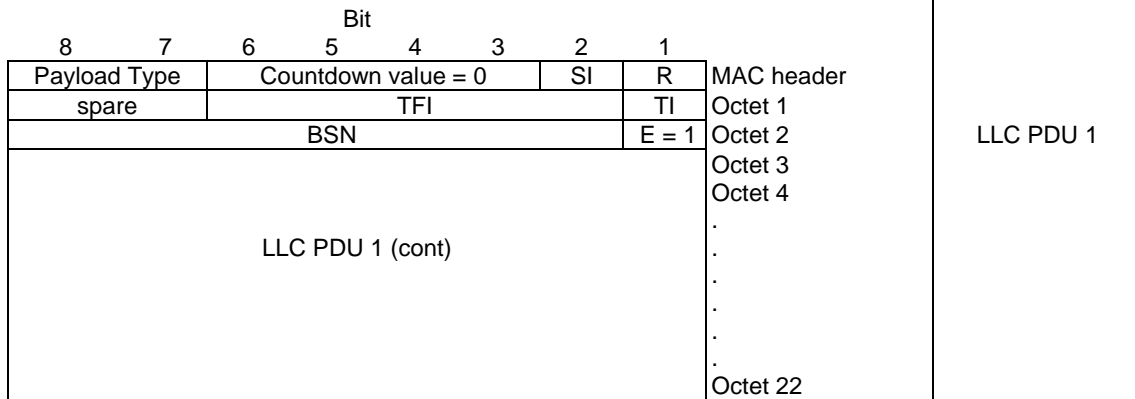 Bit
8 7 6 5 4 3 2 1
Payload Type Countdown value = 0 SI R MAC header
spare TFI TI Octet 1
BSN E = 1 Octet 2 LLC PDU 1
Octet 3
Octet 4
.
LLC PDU 1 (cont) .
.
.
.
.
Octet 22